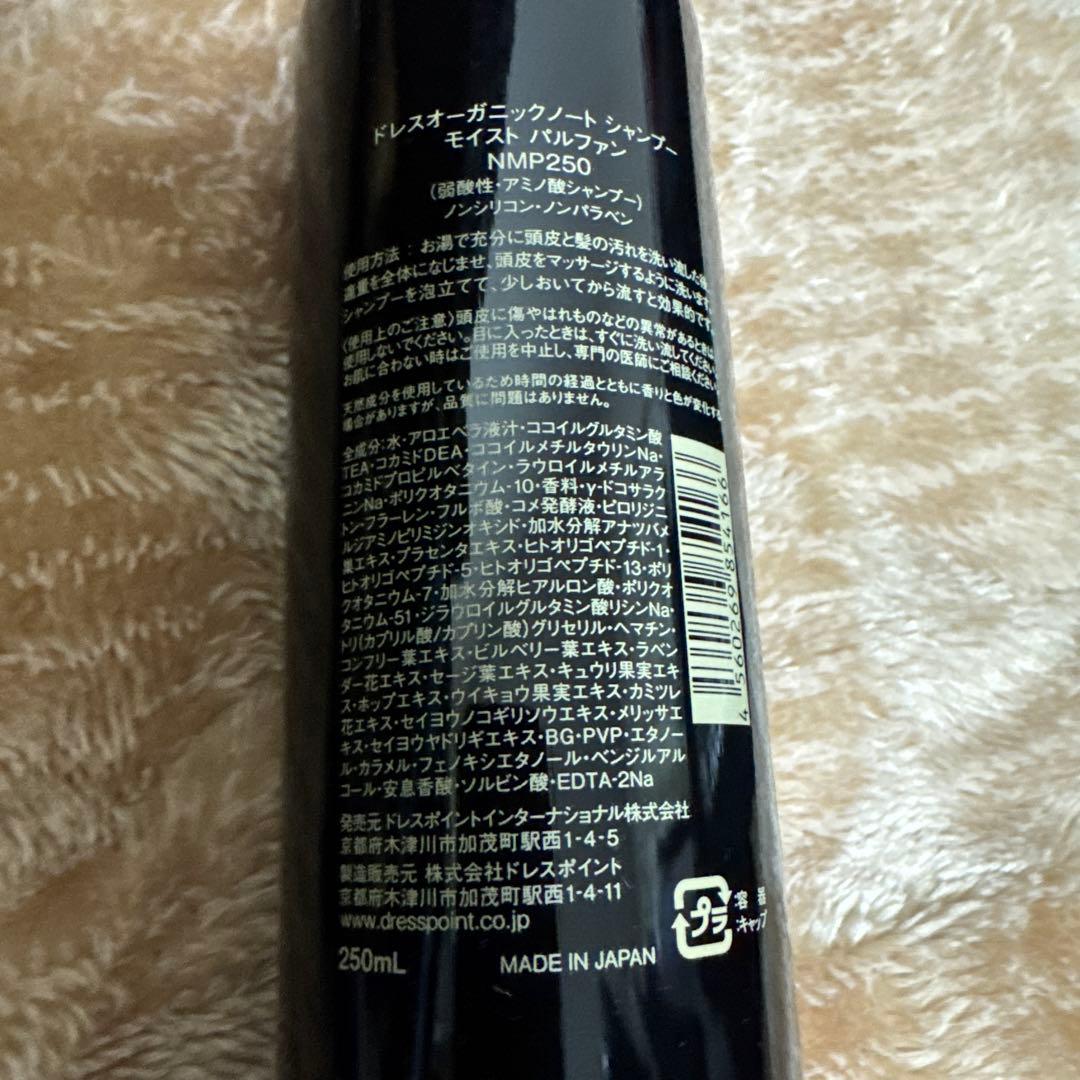 ドレスオーガニックノート シャンプー
モイスト パルファン
NMP250
(弱酸性・アミノ酸シャンプー)
ノンシリコン・ノンパラベン
使用方法 : お湯で充分に頭皮と髪の汚れを洗い流した
適量を全体になじませ、頭皮をマッサージするように洗います
シャンプーを泡立てて、少しおいてから流すと効果的です
〈使用上のご注意〉頭皮に傷やはれものなどの異常があるときは
使用しないでください。目に入ったときは、すぐに洗い流してください
お肌に合わない時はご使用を中止し、専門の医師にご相談ください
天然成分を使用しているため時間の経過とともに香りと色が変化する
場合がありますが、品質に問題はありません。
全成分:水・アロエベラ液汁・ココイルグルタミン酸
TEA・コカミドDEA・ココイルメチルタウリンNa・
コカミドプロピルベタイン・ラウロイルメチルアラ
ニンNa・ポリクオタニウム-10・香料・γ-ドコサラク
トン・フラーレン・フルボ酸・コメ発酵液・ピロリジニ
ルジアミノピリミジンオキシド・加水分解アナツバメ
巣エキス・プラセンタエキス・ヒトオリゴペプチド-1・
ヒトオリゴペプチド-5・ヒトオリゴペプチド-13・ポリ
クオタニウム-7・加水分解ヒアルロン酸・ポリクオ
タニウム-51・ジラウロイルグルタミン酸リシンNa・
トリ(カプリル酸/カプリン酸)グリセリル・ヘマチン・
コンフリー葉エキス・ビルベリー葉エキス・ラベン
ダー花エキス・セージ葉エキス・キュウリ果実エキ
ス・ホップエキス・ウイキョウ果実エキス・カミツレ
花エキス・セイヨウノコギリソウエキス・メリッサエ
キス・セイヨウヤドリギエキス・BG・PVP・エタノー
ル・カラメル・フェノキシエタノール・ベンジルアル
コール・安息香酸・ソルビン酸・EDTA-2Na
4 560269 854166
発売元 ドレスポイントインターナショナル株式会社
京都府木津川市加茂町駅西1-4-5
製造販売元 株式会社ドレスポイント
京都府木津川市加茂町駅西1-4-11
www.dresspoint.co.jp
プラ
容器
キャップ
250mL
MADE IN JAPAN